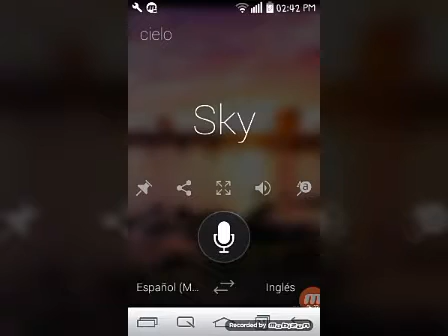 02:42 PM
cielo
Sky
Español (M...
Inglés
Recorded by